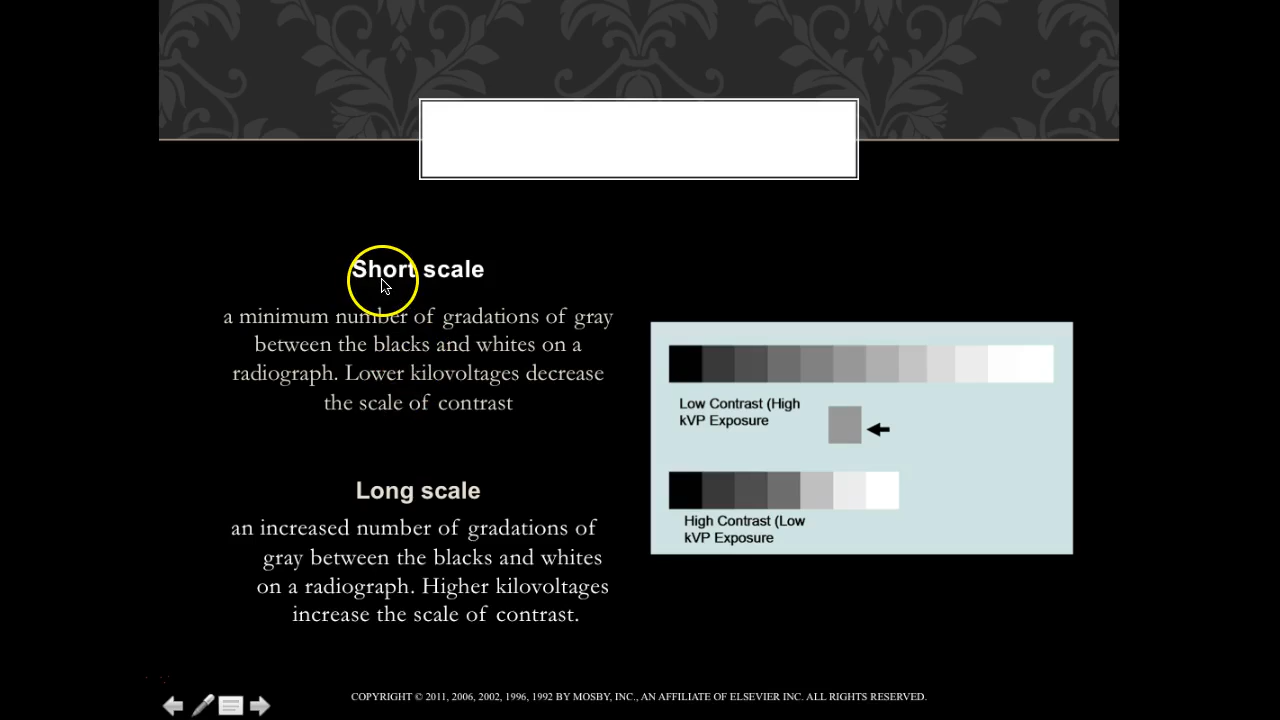 Short scale
a minimum number of gradations of gray
between the blacks and whites on a
radiograph. Lower kilovoltages decrease
the scale of contrast
Long scale
an increased number of gradations of
gray between the blacks and whites
on a radiograph. Higher kilovoltages
increase the scale of contrast.
Low Contrast (High
kVP Exposure
High Contrast (Low
kVP Exposure
COPYRIGHT © 2011, 2006, 2002, 1996, 1992 BY MOSBY, INC., AN AFFILIATE OF ELSEVIER INC. ALL RIGHTS RESERVED.